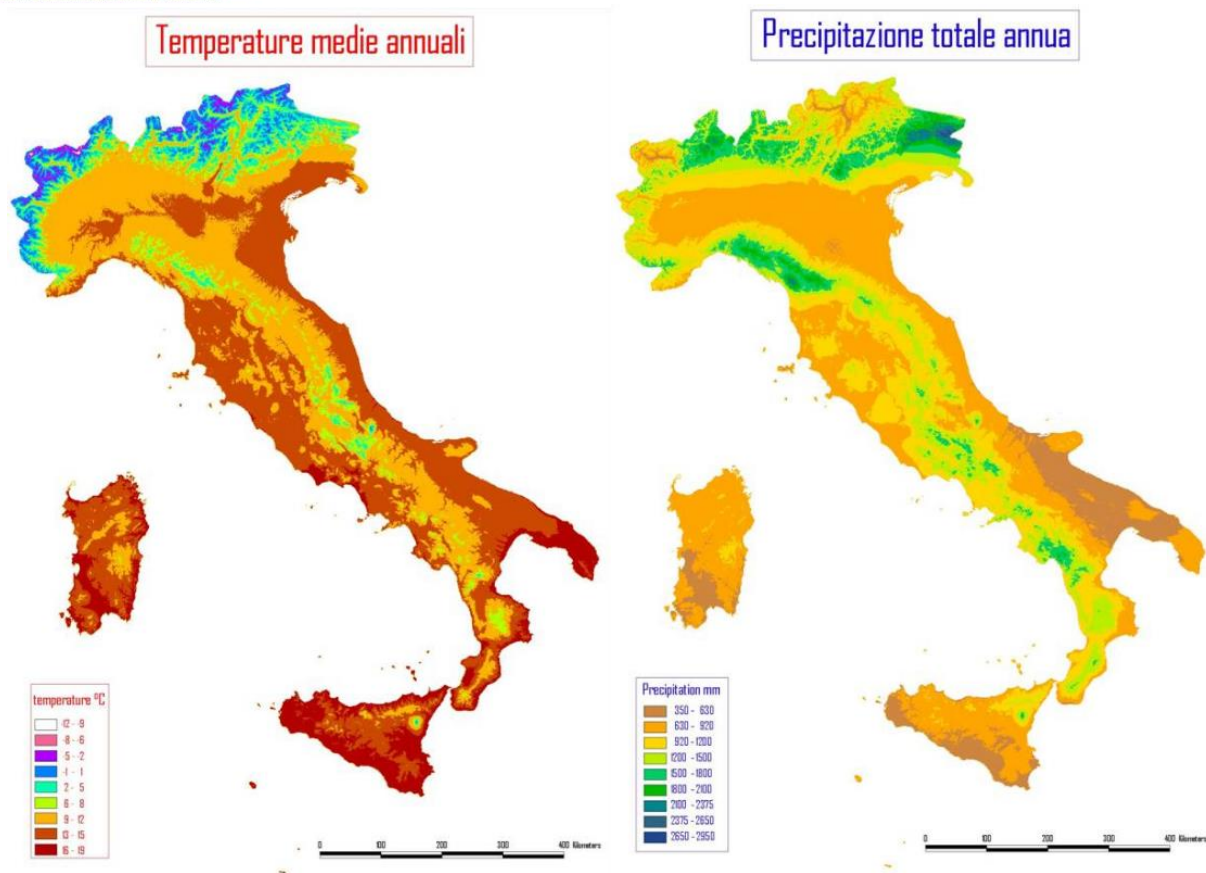 Temperature medie annuali
temperature °C
-12 - -9
-8 - -6
-5 - -2
-1 - 1
2 - 5
6 - 8
9 - 12
13 - 15
16 - 19
0 100 200 300 400 Kilometers
Precipitazione totale annua
Precipitation mm
350 - 630
630 - 920
920 - 1200
1200 - 1500
1500 - 1800
1800 - 2100
2100 - 2375
2375 - 2650
2650 - 2950
0 100 200 300 400 Kilometers